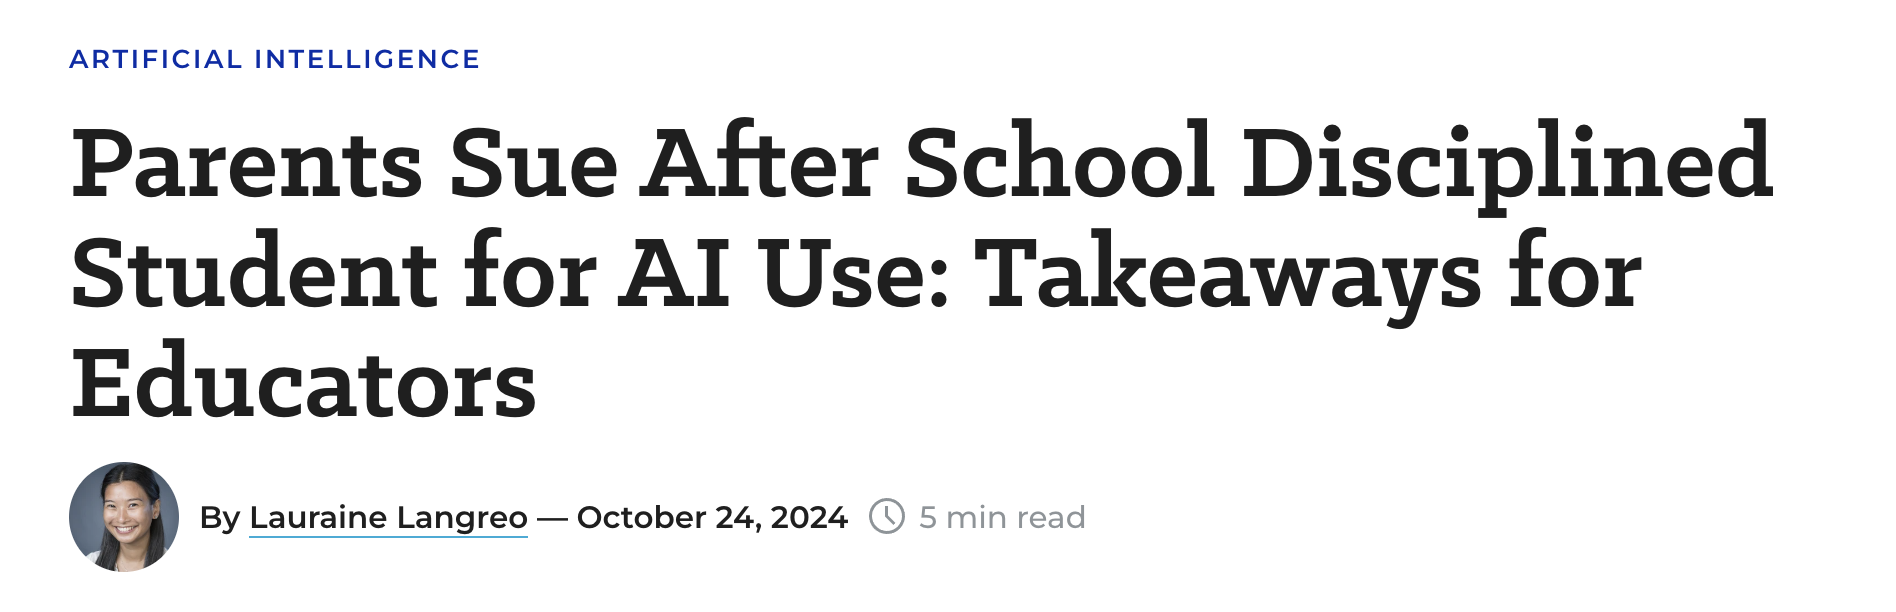 ARTIFICIAL INTELLIGENCE
Parents Sue After School Disciplined
Student for AI Use: Takeaways for
Educators
By Lauraine Langreo — October 24, 2024 5 min read